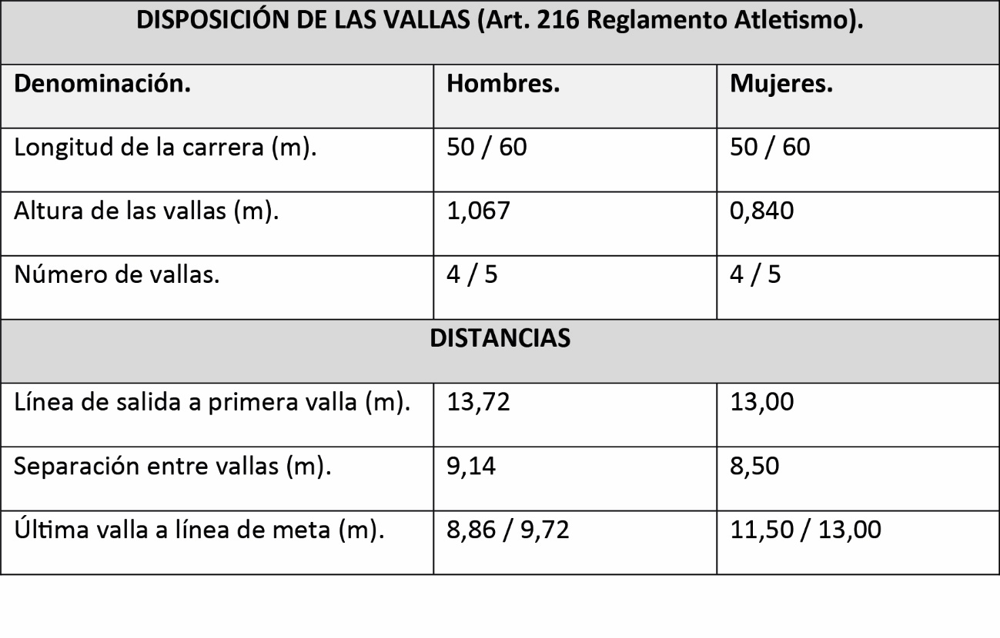 DISPOSICIÓN DE LAS VALLAS (Art. 216 Reglamento Atletismo).
Denominación. Hombres. Mujeres.
Longitud de la carrera (m). 50 / 60 50 / 60
Altura de las vallas (m). 1,067 0,840
Número de vallas. 4 / 5 4 / 5
DISTANCIAS
Línea de salida a primera valla (m). 13,72 13,00
Separación entre vallas (m). 9,14 8,50
Última valla a línea de meta (m). 8,86 / 9,72 11,50 / 13,00